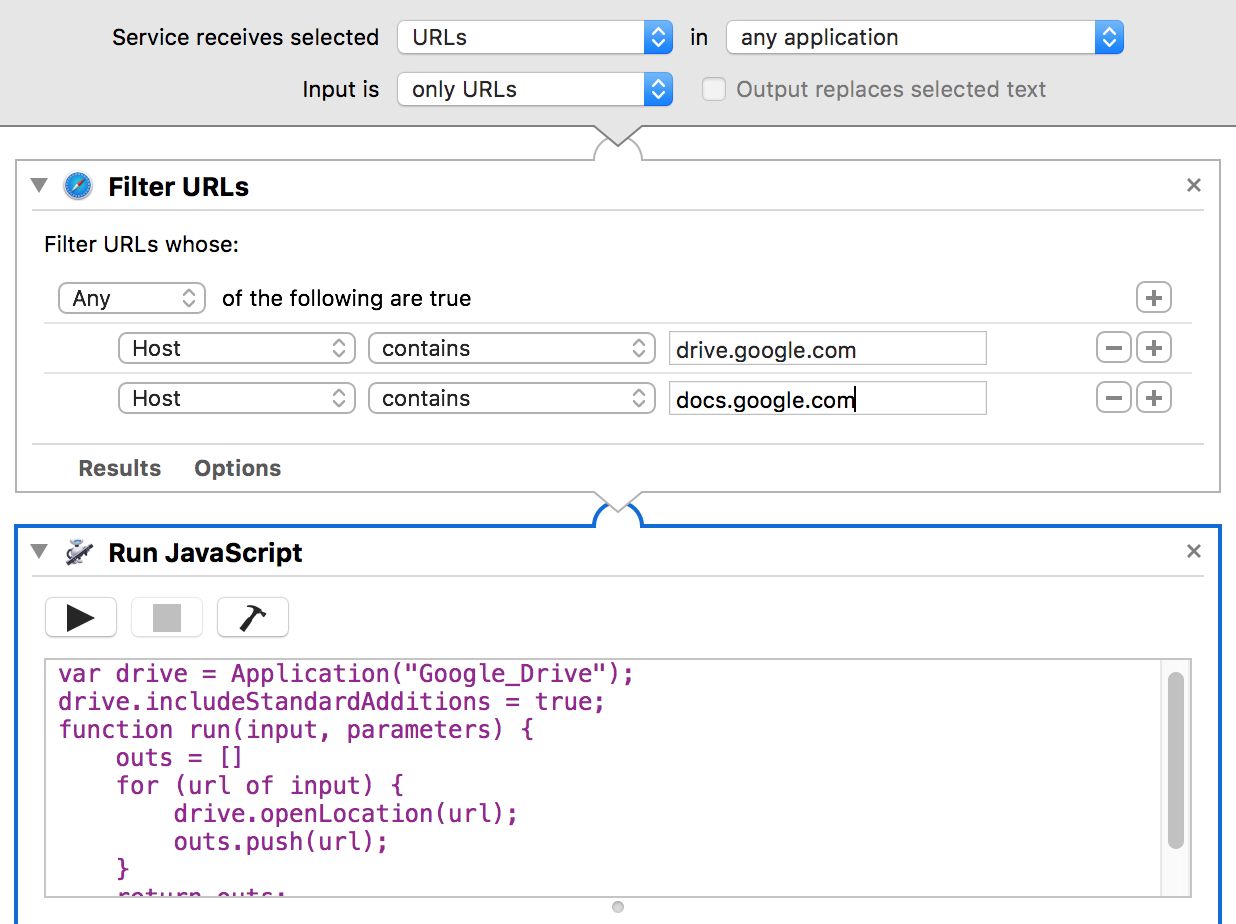 Service receives selected URLs in any application
Input is only URLs Output replaces selected text
Filter URLs
Filter URLs whose:
Any of the following are true
Host contains drive.google.com
Host contains docs.google.com
Results Options
Run JavaScript
var drive = Application("Google_Drive");
drive.includeStandardAdditions = true;
function run(input, parameters) {
    outs = []
    for (url of input) {
        drive.openLocation(url);
        outs.push(url);
    }
    return outs;